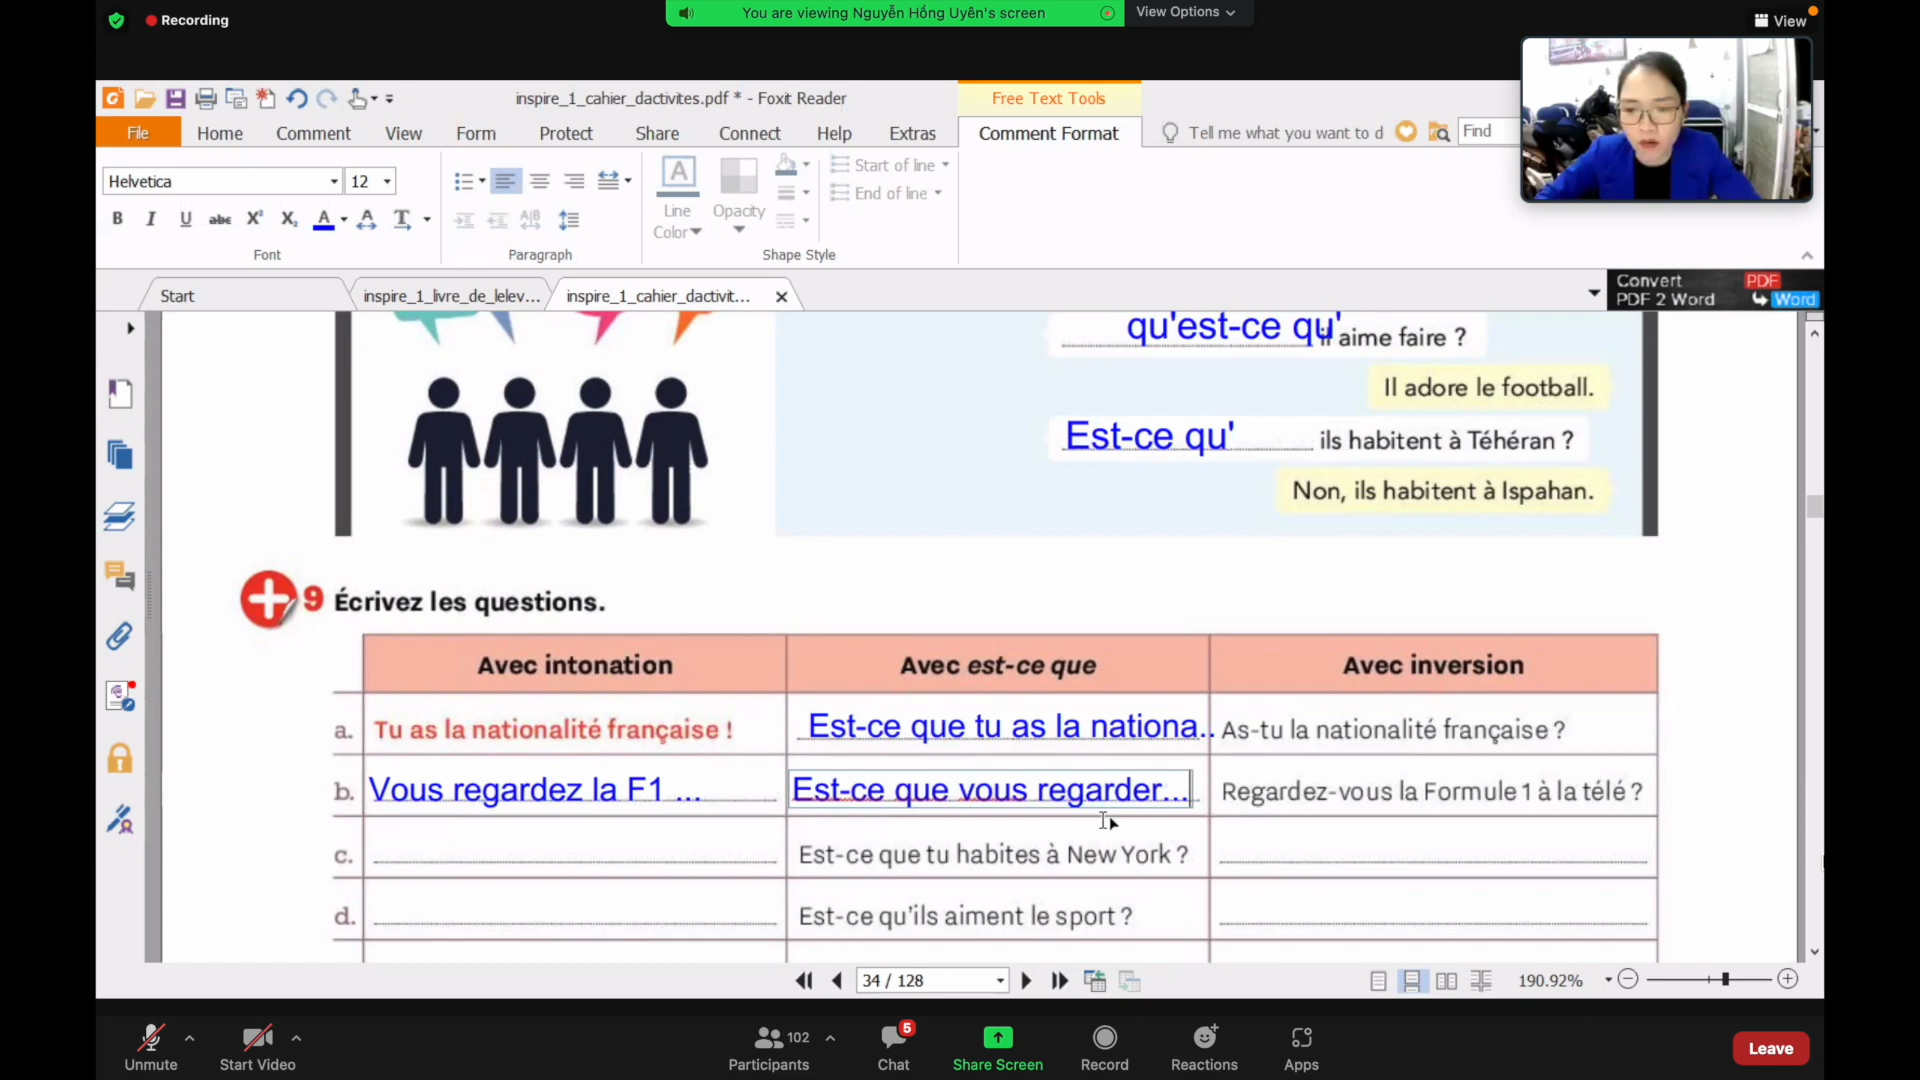 Recording
You are viewing Nguyễn Hồng Uyên's screen
View Options
View
inspire_1_cahier_dactivites.pdf * - Foxit Reader
Free Text Tools
File
Home
Comment
View
Form
Protect
Share
Connect
Help
Extras
Comment Format
Tell me what you want to d
Find
Helvetica
12
Start of line
End of line
B I U abc X² X₂ A
Line Color
Opacity
Font
Paragraph
Shape Style
Start
inspire_1_livre_de_lelev...
inspire_1_cahier_dactivit...
Convert PDF
PDF 2 Word Word
qu'est-ce qu' il aime faire ?
Il adore le football.
Est-ce qu' ils habitent à Téhéran ?
Non, ils habitent à Ispahan.
9 Écrivez les questions.
Avec intonation
Avec est-ce que
Avec inversion
a. Tu as la nationalité française !
Est-ce que tu as la nationa..
As-tu la nationalité française ?
b. Vous regardez la F1 ...
Est-ce que vous regarder...
Regardez-vous la Formule 1 à la télé ?
c.
Est-ce que tu habites à New York ?
d.
Est-ce qu'ils aiment le sport ?
34 / 128
190.92%
Unmute
Start Video
102
Participants
5
Chat
Share Screen
Record
Reactions
Apps
Leave